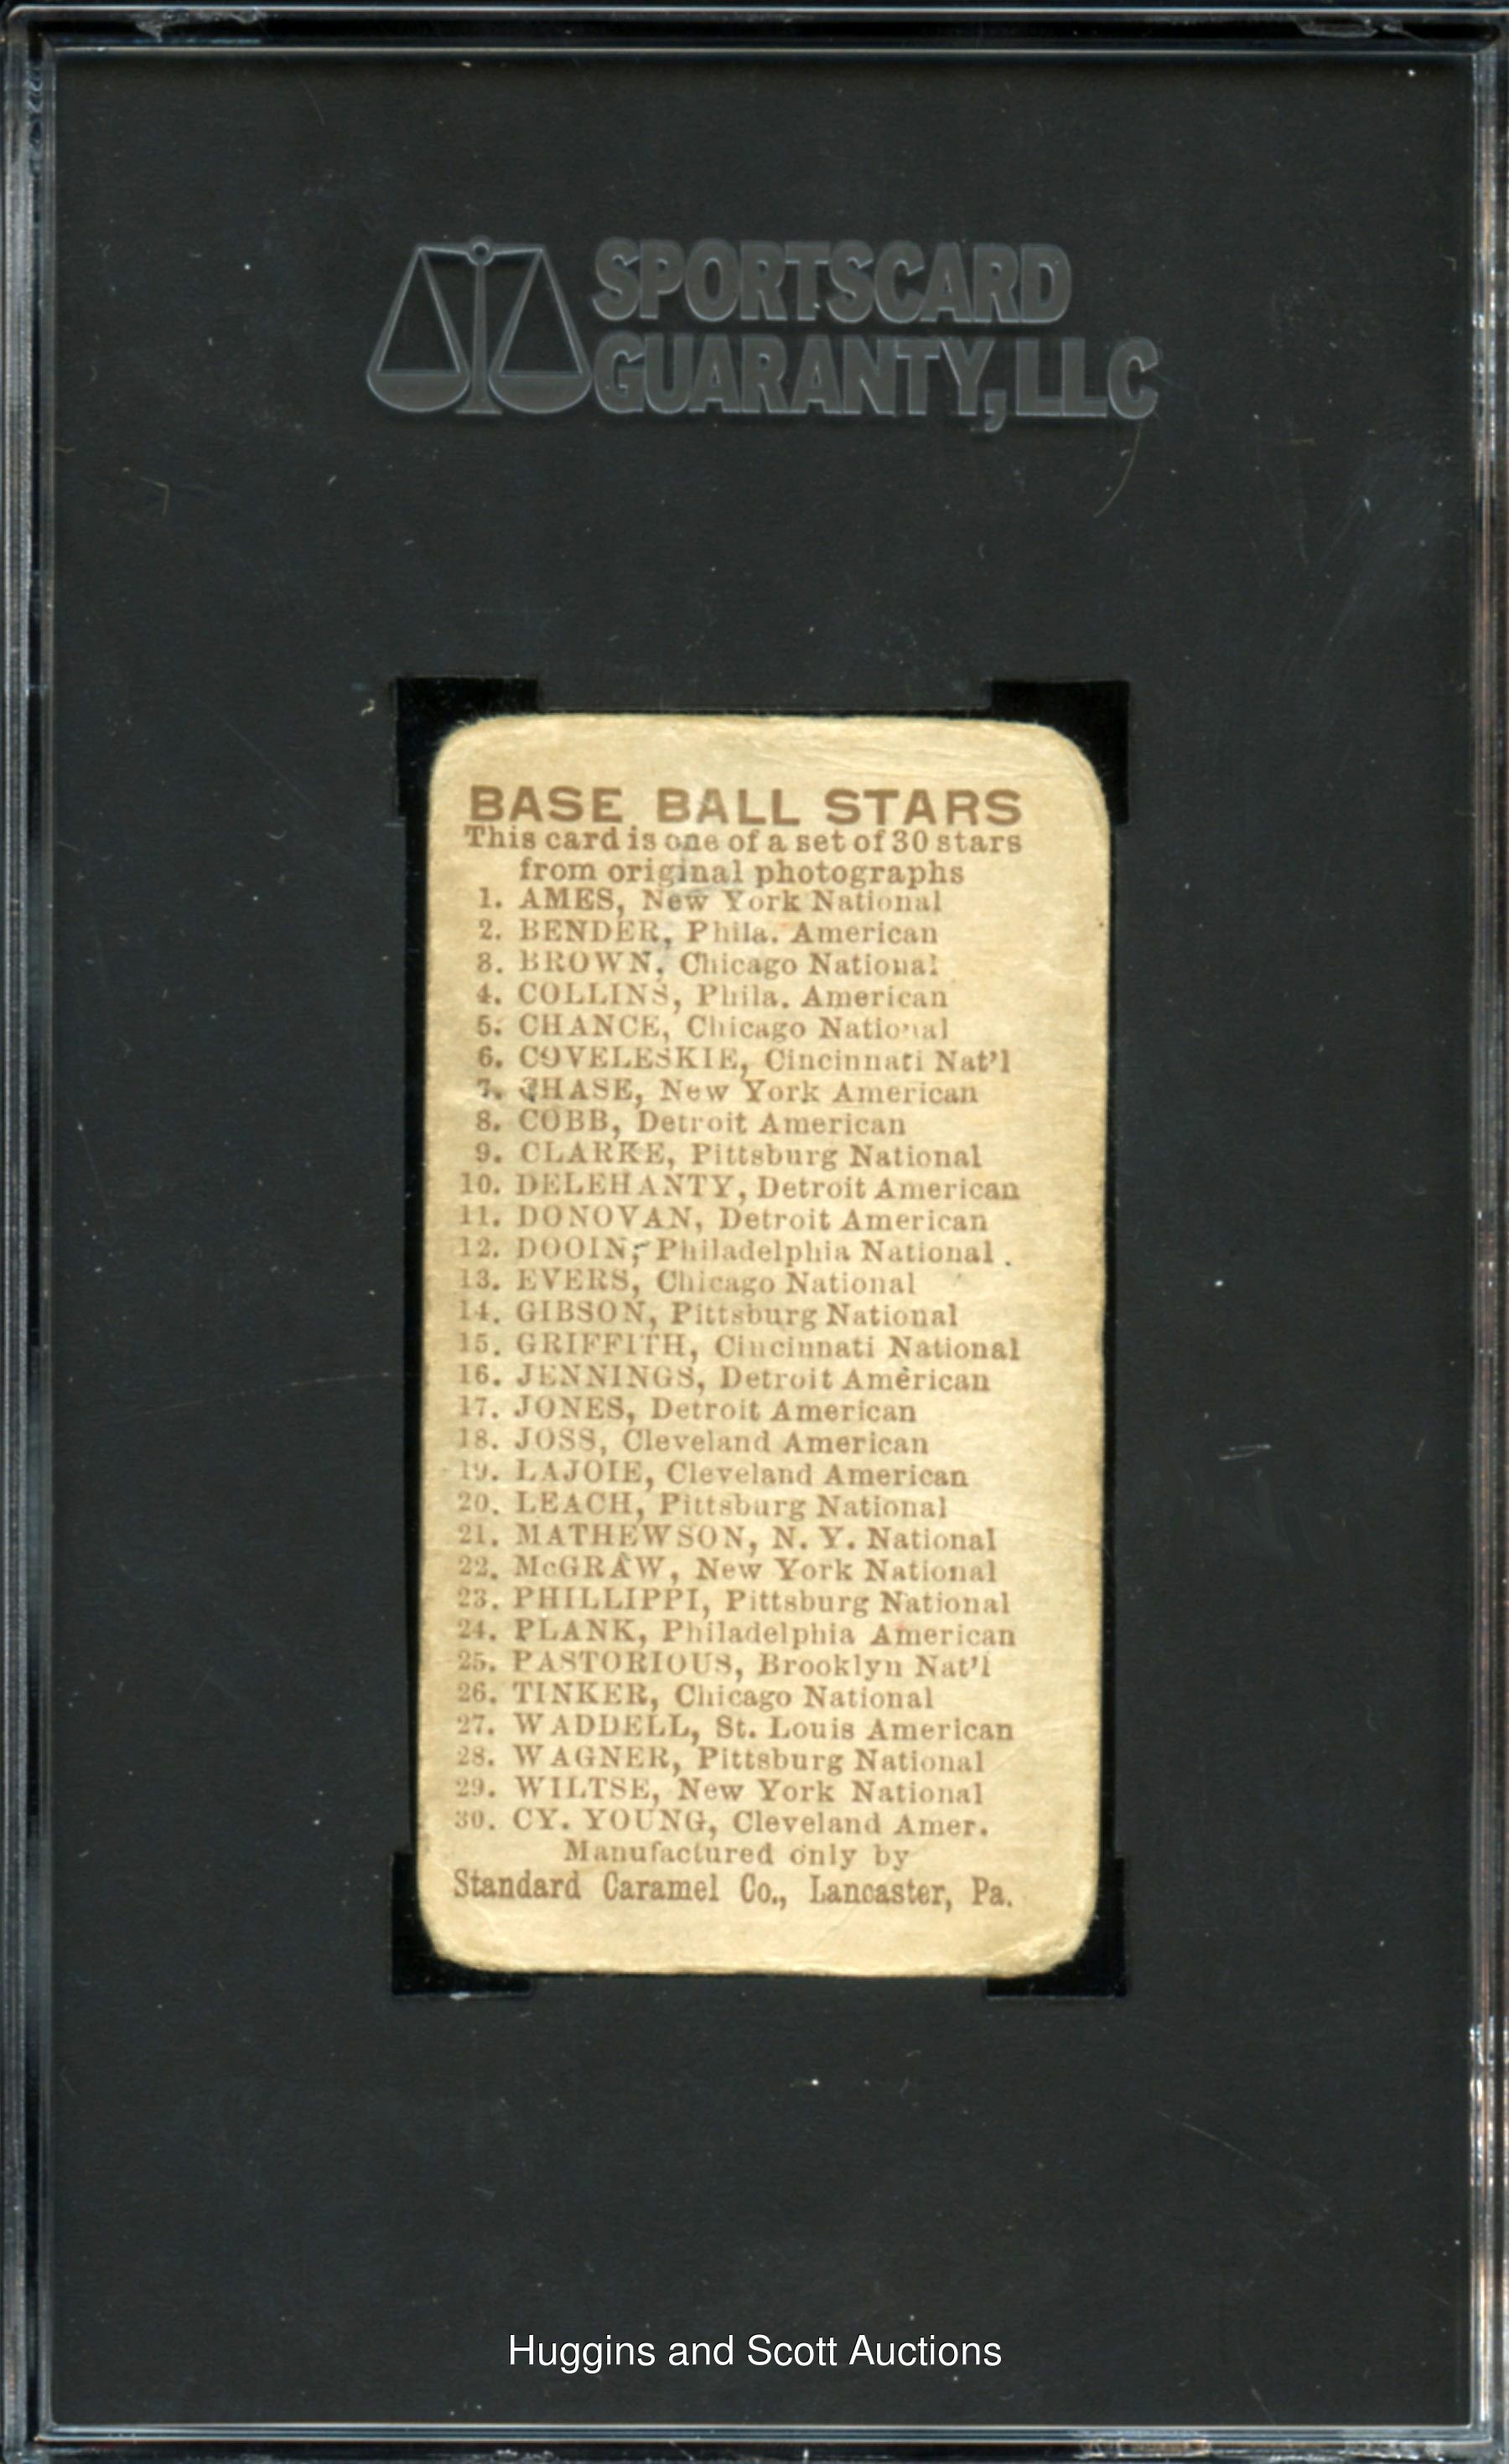 SPORTSCARD
GUARANTY, LLC
BASE BALL STARS
This card is one of a set of 30 stars
from original photographs
1. AMES, New York National
2. BENDER, Phila. American
3. BROWN, Chicago National
4. COLLINS, Phila. American
5. CHANCE, Chicago National
6. COVELESKIE, Cincinnati Nat'l
7. CHASE, New York American
8. COBB, Detroit American
9. CLARKE, Pittsburg National
10. DELEHANTY, Detroit American
11. DONOVAN, Detroit American
12. DOOIN, Philadelphia National.
13. EVERS, Chicago National
14. GIBSON, Pittsburg National
15. GRIFFITH, Cincinnati National
16. JENNINGS, Detroit American
17. JONES, Detroit American
18. JOSS, Cleveland American
19. LAJOIE, Cleveland American
20. LEACH, Pittsburg National
21. MATHEWSON, N. Y. National
22. McGRAW, New York National
23. PHILLIPPI, Pittsburg National
24. PLANK, Philadelphia American
25. PASTORIOUS, Brooklyn Nat'l
26. TINKER, Chicago National
27. WADDELL, St. Louis American
28. WAGNER, Pittsburg National
29. WILTSE, New York National
30. CY. YOUNG, Cleveland Amer.
Manufactured only by
Standard Caramel Co., Lancaster, Pa.
Huggins and Scott Auctions